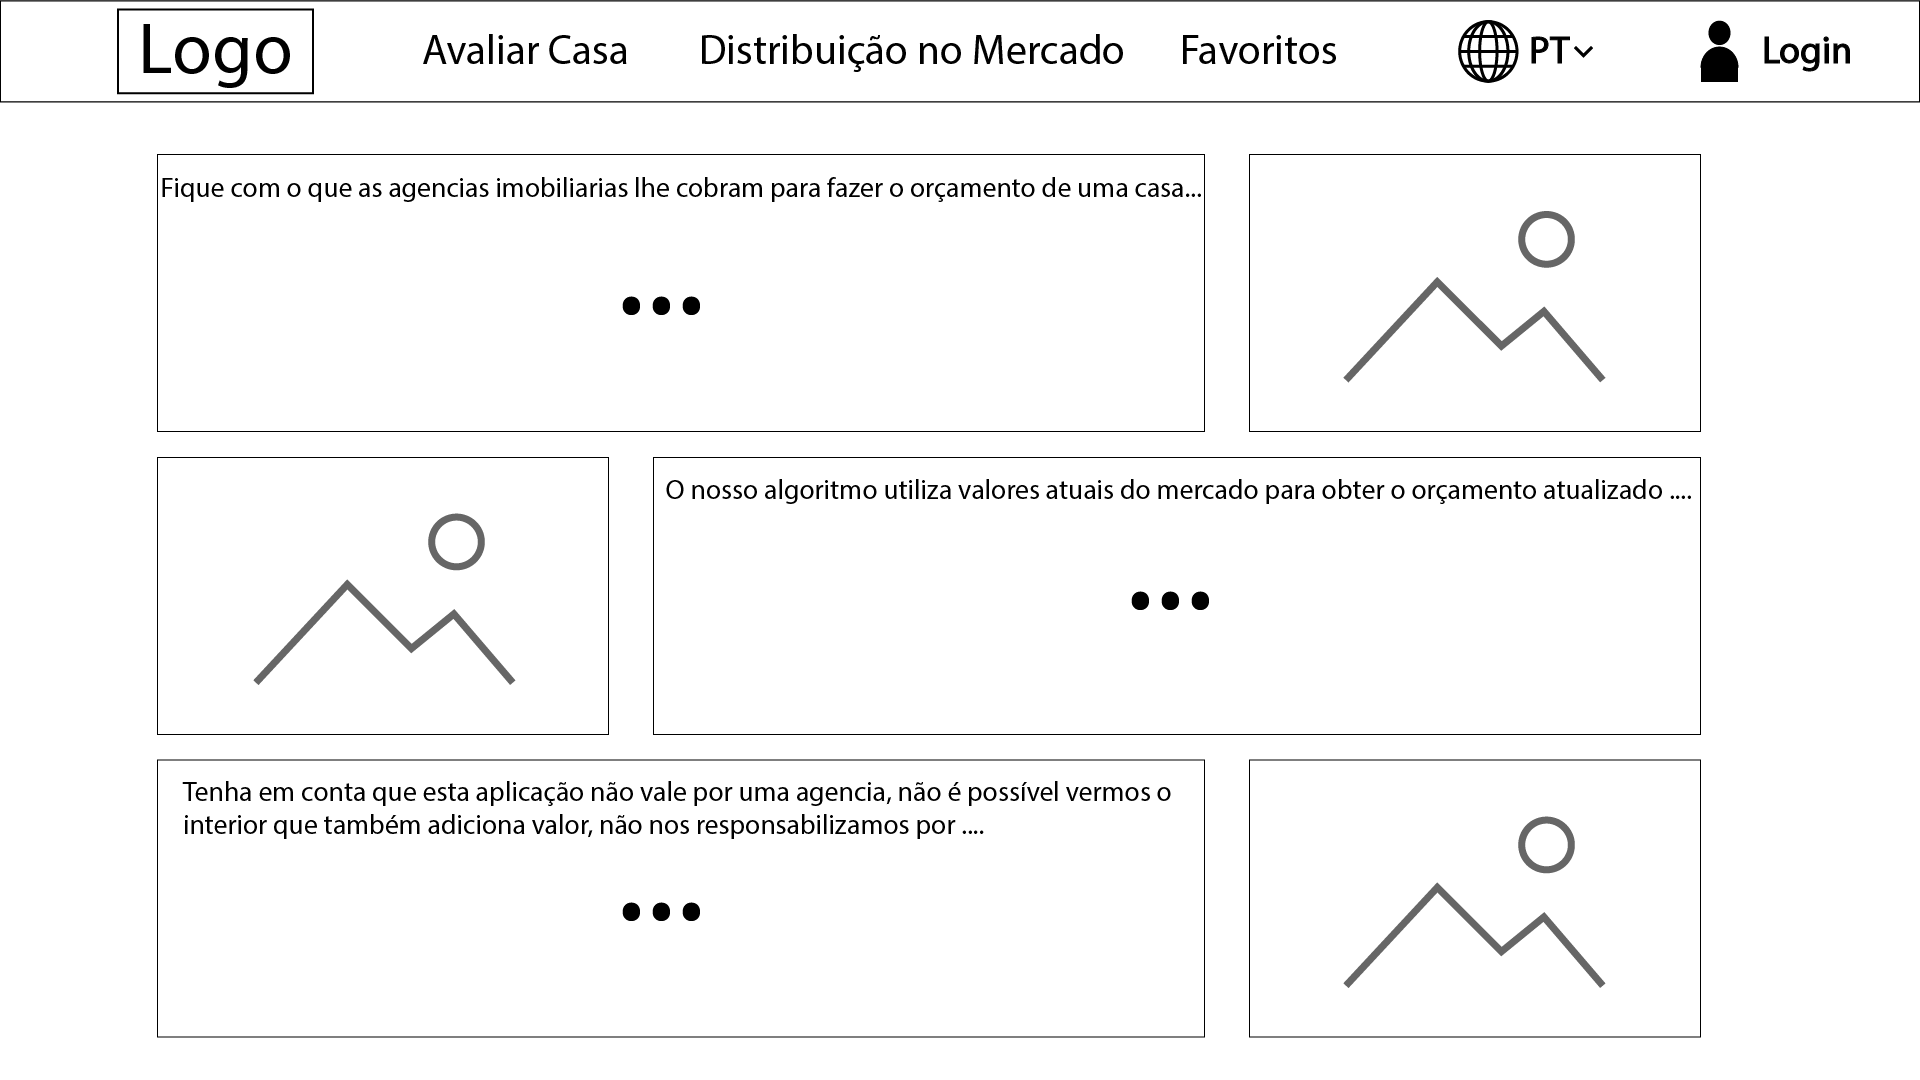 Logo
Avaliar Casa
Distribuição no Mercado
Favoritos
PT
Login
Fique com o que as agencias imobiliarias lhe cobram para fazer o orçamento de uma casa...
O nosso algoritmo utiliza valores atuais do mercado para obter o orçamento atualizado ....
Tenha em conta que esta aplicação não vale por uma agencia, não é possível vermos o
interior que também adiciona valor, não nos responsabilizamos por ....